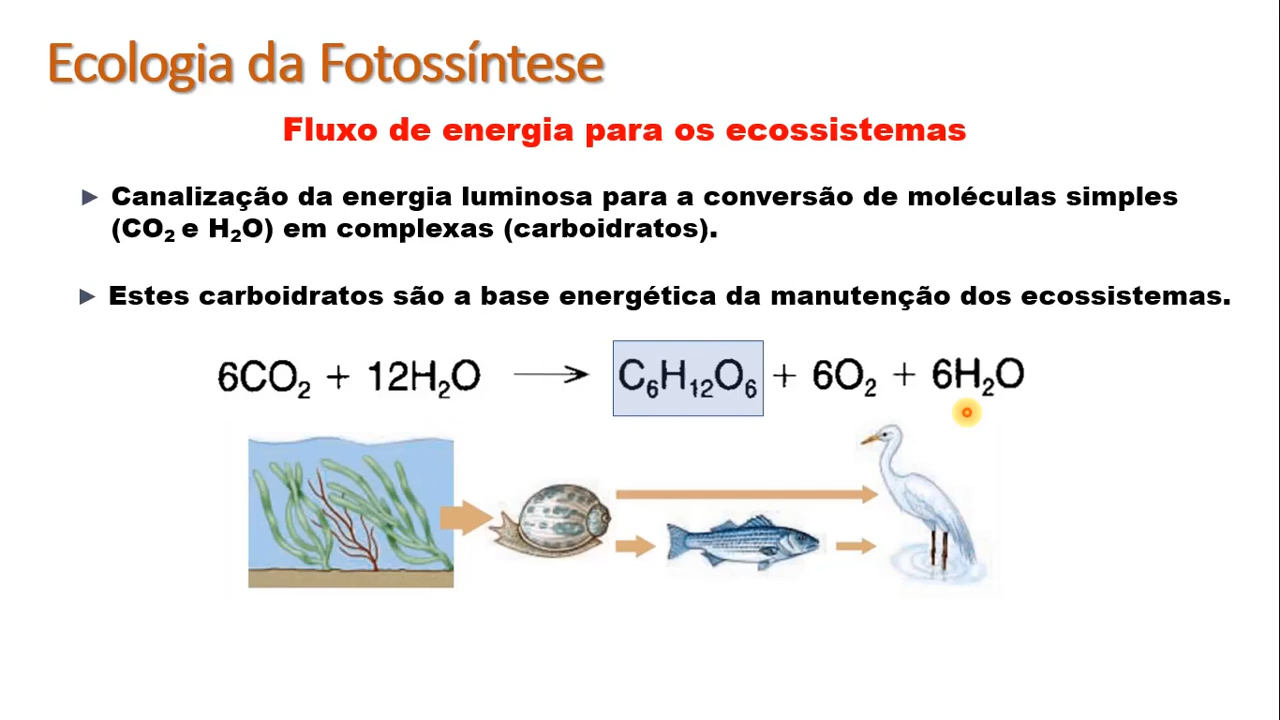 Ecologia da Fotossíntese
Fluxo de energia para os ecossistemas
► Canalização da energia luminosa para a conversão de moléculas simples
(CO₂ e H₂O) em complexas (carboidratos).
► Estes carboidratos são a base energética da manutenção dos ecossistemas.
6CO₂ + 12H₂O → C₆H₁₂O₆ + 6O₂ + 6H₂O